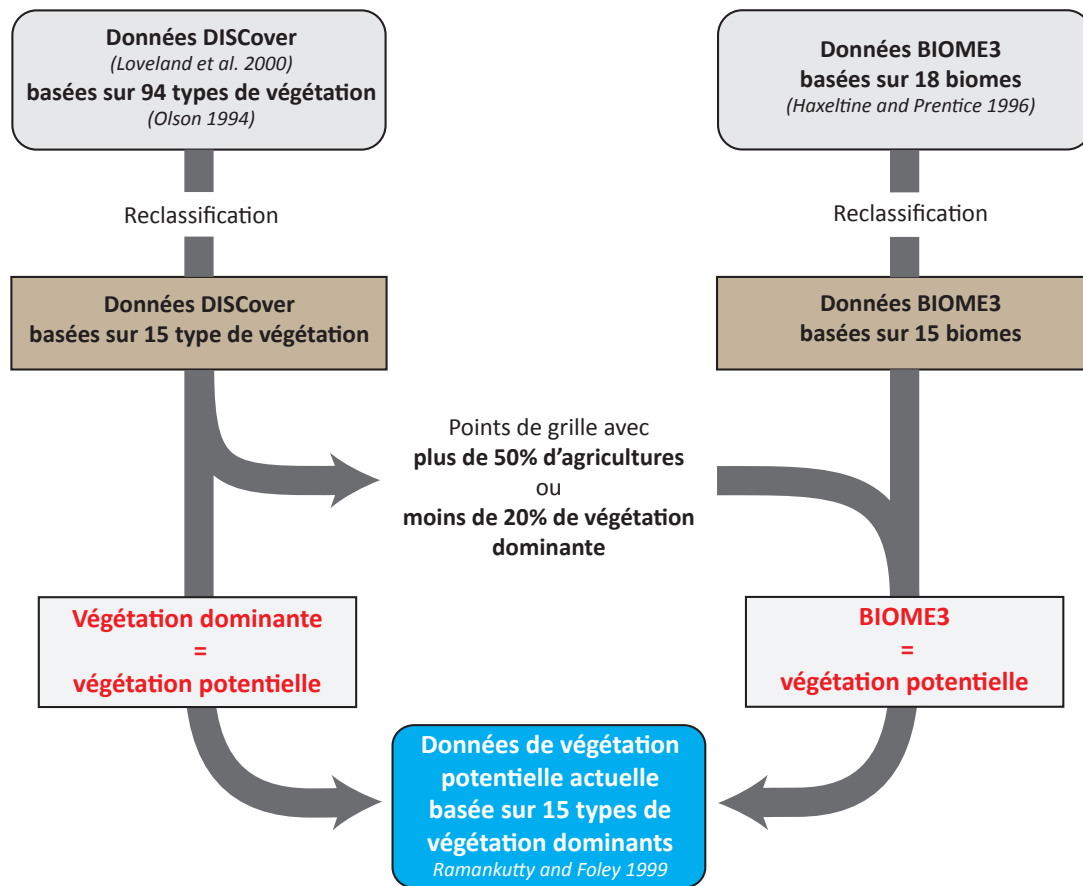 Données DISCover
(Loveland et al. 2000)
basées sur 94 types de végétation
(Olson 1994)
Données BIOME3
basées sur 18 biomes
(Haxeltine and Prentice 1996)
Reclassification
Reclassification
Données DISCover
basées sur 15 type de végétation
Données BIOME3
basées sur 15 biomes
Points de grille avec
plus de 50% d’agricultures
ou
moins de 20% de végétation
dominante
Végétation dominante
=
végétation potentielle
BIOME3
=
végétation potentielle
Données de végétation
potentielle actuelle
basée sur 15 types de
végétation dominants
Ramankutty and Foley 1999